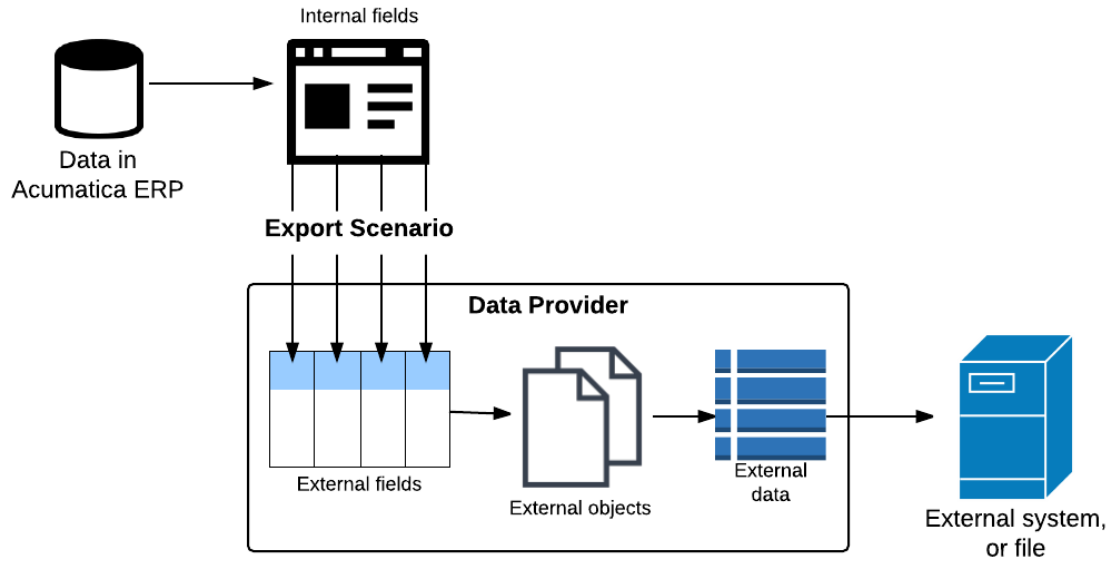 Internal fields
Data in
Acumatica ERP
Export Scenario
Data Provider
External fields
External objects
External
data
External system,
or file